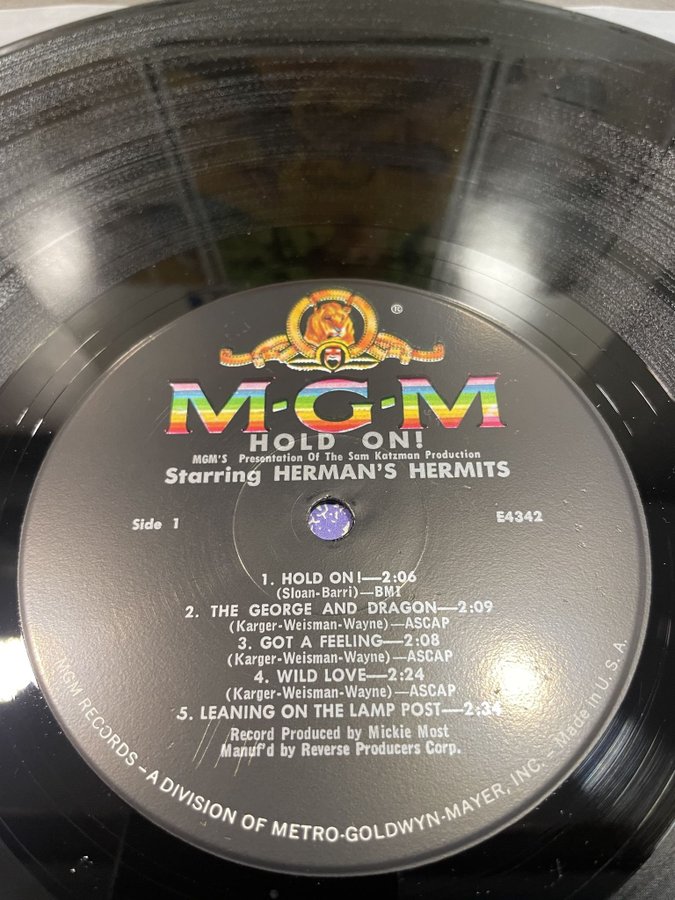 ®
M·G·M
HOLD ON!
MGM'S Presentation Of The Sam Katzman Production
Starring HERMAN'S HERMITS
Side 1
E4342
1. HOLD ON!—2:06
(Sloan-Barri)—BMI
2. THE GEORGE AND DRAGON—2:09
(Karger-Weisman-Wayne)—ASCAP
3. GOT A FEELING—2:08
(Karger-Weisman-Wayne)—ASCAP
4. WILD LOVE—2:24
(Karger-Weisman-Wayne)—ASCAP
5. LEANING ON THE LAMP POST—2:34
Record Produced by Mickie Most
Manuf'd by Reverse Producers Corp.
MGM RECORDS – A DIVISION OF METRO-GOLDWYN-MAYER, INC. – Made in U. S. A.